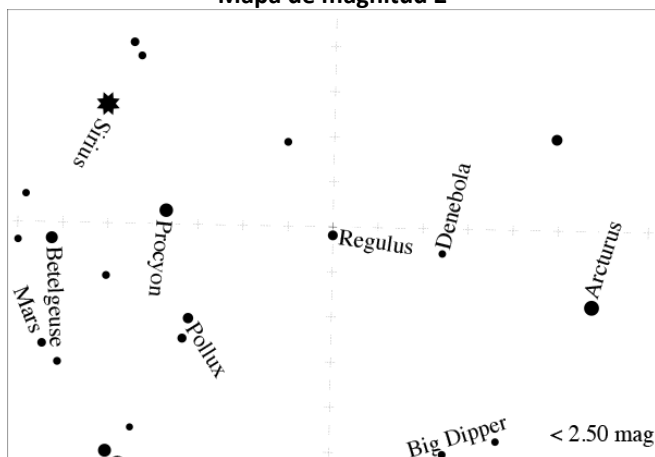 Mapa de magnitud 2
Sirius
Denebola
Procyon
Regulus
Arcturus
Betelgeuse
Mars
Pollux
Big Dipper
< 2.50 mag